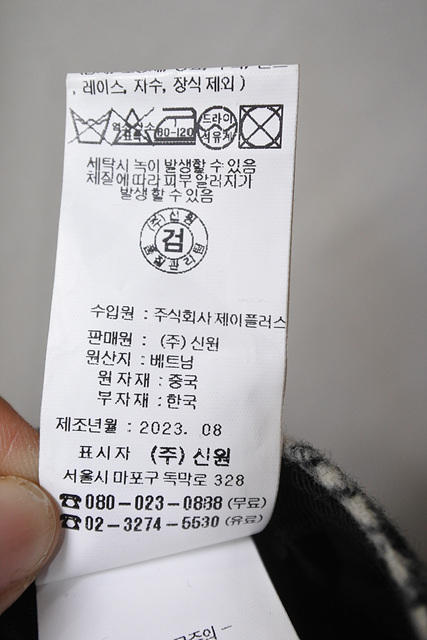 , 레이스, 자수, 장식 제외 )
80-120 드라이
석유계
세탁시 녹이 발생할 수 있음
체질에 따라 피부 알러지가
발생 할 수 있음
(주)신원
검
품질관리팀
수입원 : 주식회사 제이플러스
판매원 : (주) 신원
원산지 : 베트남
원 자 재 : 중국
부 자 재 : 한국
제조년월 : 2023. 08
표시자 (주) 신원
서울시 마포구 독막로 328
☎080-023-0888 (무료)
☎02-3274-5530 (유료)